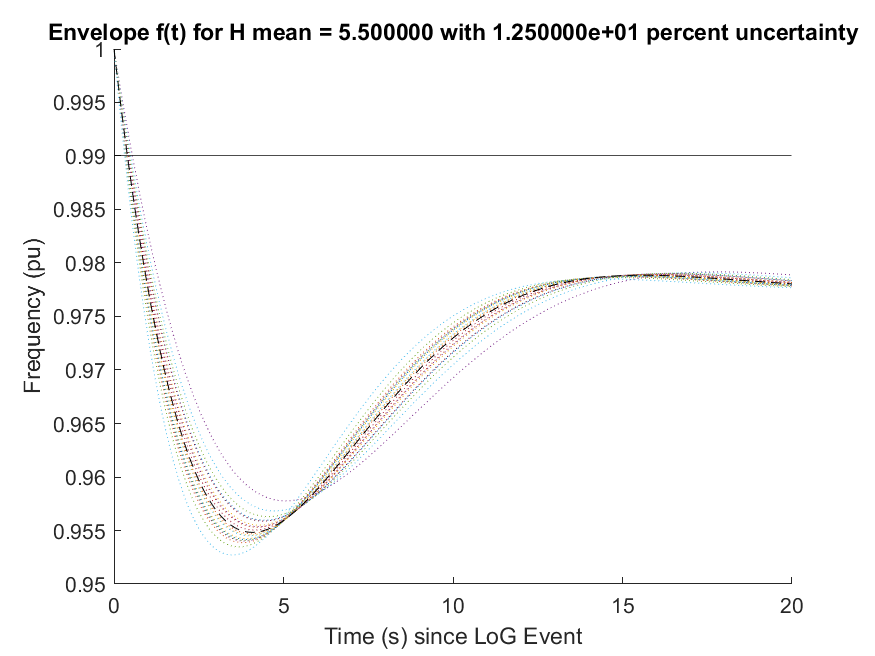 Envelope f(t) for H mean = 5.500000 with 1.250000e+01 percent uncertainty
1
0.995
0.99
0.985
0.98
0.975
0.97
0.965
0.96
0.955
0.95
Frequency (pu)
0 5 10 15 20
Time (s) since LoG Event